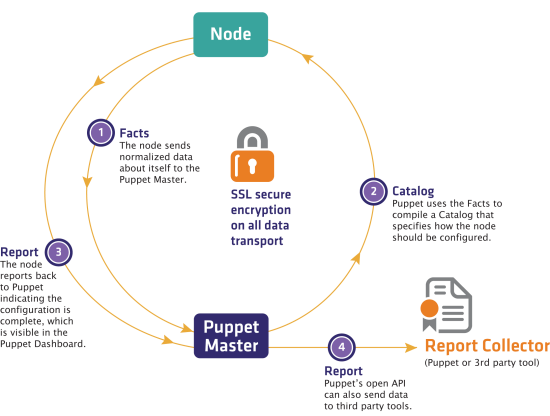 Node
1
Facts
The node sends
normalized data
about itself to the
Puppet Master.
SSL secure
encryption
on all data
transport
2
Catalog
Puppet uses the Facts to
compile a Catalog that
specifies how the node
should be configured.
Report
3
The node
reports back
to Puppet
indicating the
configuration is
complete, which
is visible in the
Puppet Dashboard.
Puppet
Master
4
Report
Puppet's open API
can also send data
to third party tools.
Report Collector
(Puppet or 3rd party tool)